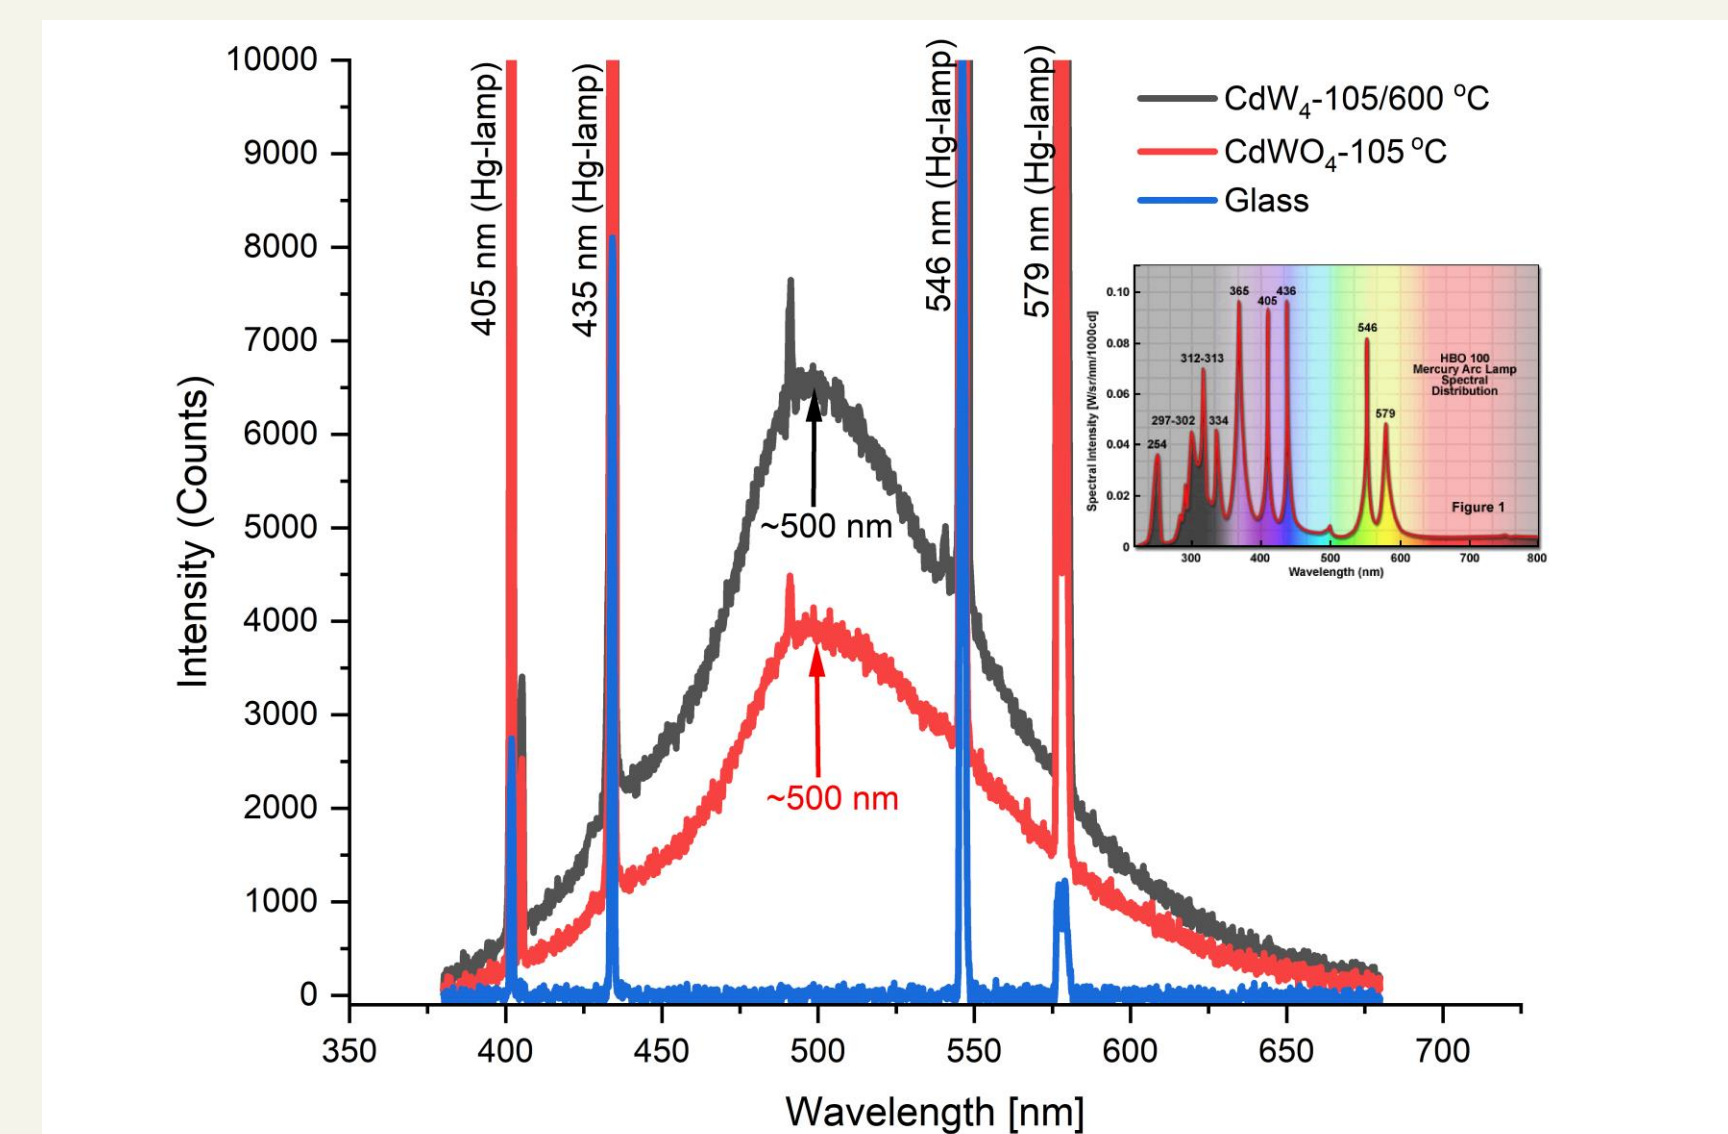 10000
9000
8000
7000
6000
5000
4000
3000
2000
1000
0
Intensity (Counts)
350 400 450 500 550 600 650 700
Wavelength [nm]
405 nm (Hg-lamp)
435 nm (Hg-lamp)
546 nm (Hg-lamp)
579 nm (Hg-lamp)
~500 nm
~500 nm
CdW4-105/600 °C
CdWO4-105 °C
Glass
0.10
0.08
0.06
0.04
0.02
0
Spectral Intensity [W/sr/nm/1000cd]
254
297-302
312-313
334
365
405
436
546
579
HBO 100
Mercury Arc Lamp
Spectral
Distribution
Figure 1
300 400 500 600 700 800
Wavelength (nm)